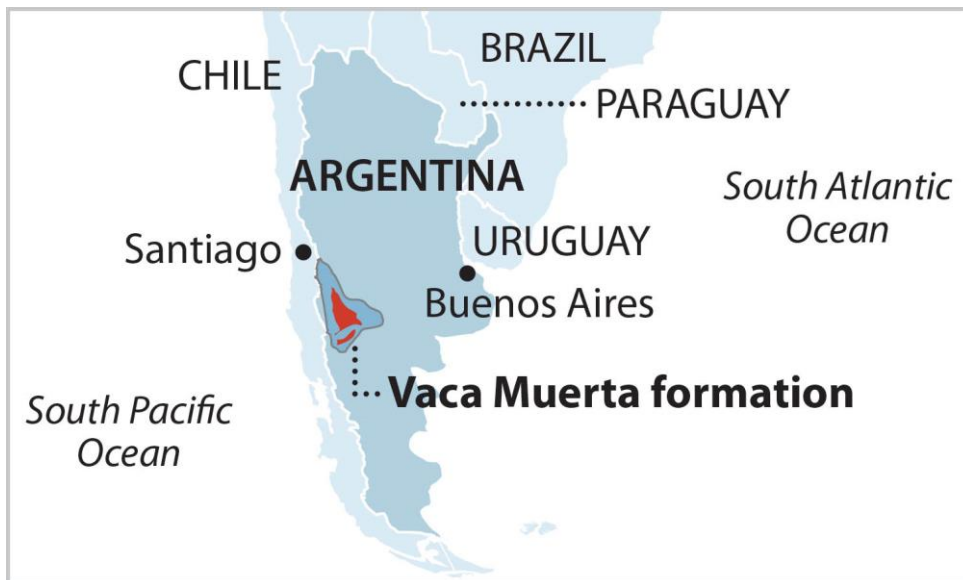 BRAZIL
CHILE
PARAGUAY
ARGENTINA
South Atlantic
Ocean
Santiago
URUGUAY
Buenos Aires
Vaca Muerta formation
South Pacific
Ocean